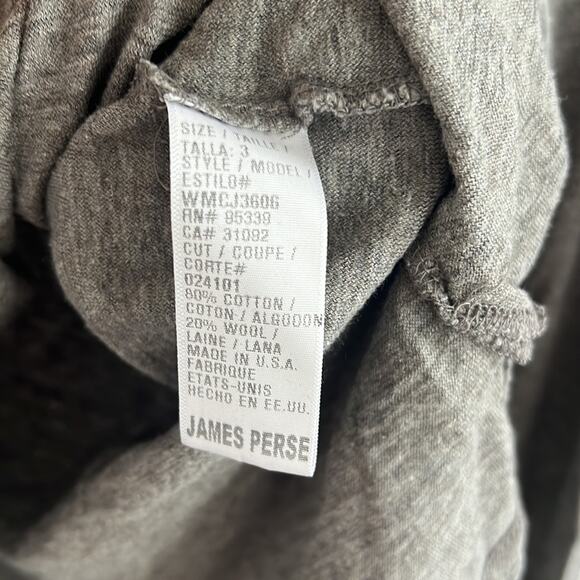 SIZE / TAILLE /
TALLA: 3
STYLE / MODEL /
ESTILO#
WMCJ3606
RN# 95339
CA# 31092
CUT / COUPE /
CORTE#
024101
80% COTTON /
COTON / ALGODON
20% WOOL /
LAINE / LANA
MADE IN U.S.A.
FABRIQUE
ETATS-UNIS
HECHO EN EE.UU.
JAMES PERSE